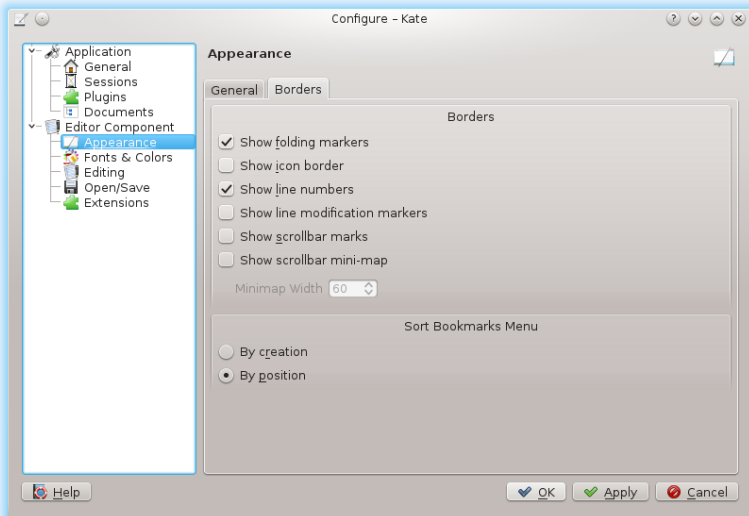 Configure – Kate
Application
General
Sessions
Plugins
Documents
Editor Component
Appearance
Fonts & Colors
Editing
Open/Save
Extensions
Appearance
General
Borders
Borders
Show folding markers
Show icon border
Show line numbers
Show line modification markers
Show scrollbar marks
Show scrollbar mini-map
Minimap Width 60
Sort Bookmarks Menu
By creation
By position
Help
OK
Apply
Cancel